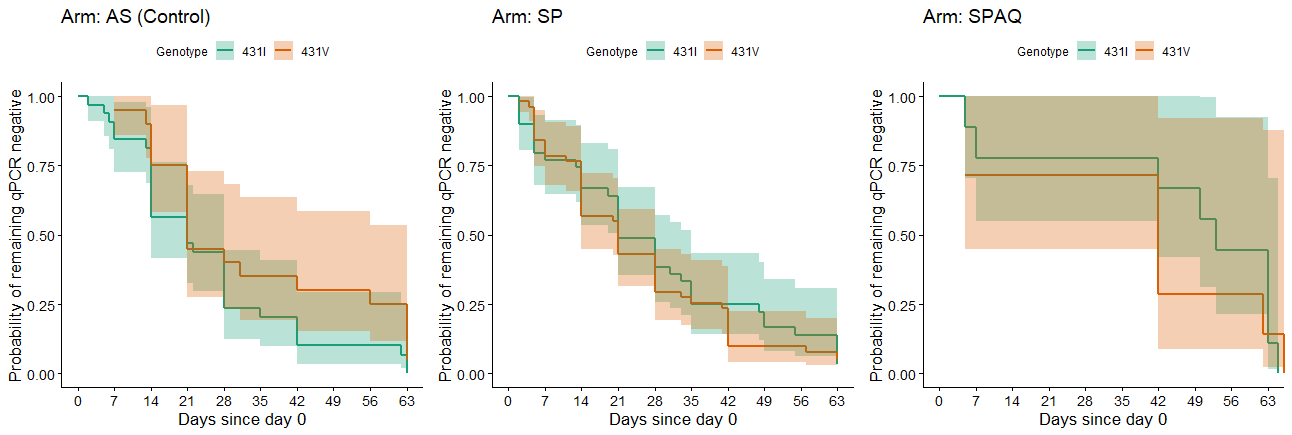 Arm: AS (Control)
Genotype 431I 431V
Probability of remaining qPCR negative
1.00
0.75
0.50
0.25
0.00
0 7 14 21 28 35 42 49 56 63
Days since day 0
Arm: SP
Genotype 431I 431V
Probability of remaining qPCR negative
1.00
0.75
0.50
0.25
0.00
0 7 14 21 28 35 42 49 56 63
Days since day 0
Arm: SPAQ
Genotype 431I 431V
Probability of remaining qPCR negative
1.00
0.75
0.50
0.25
0.00
0 7 14 21 28 35 42 49 56 63
Days since day 0